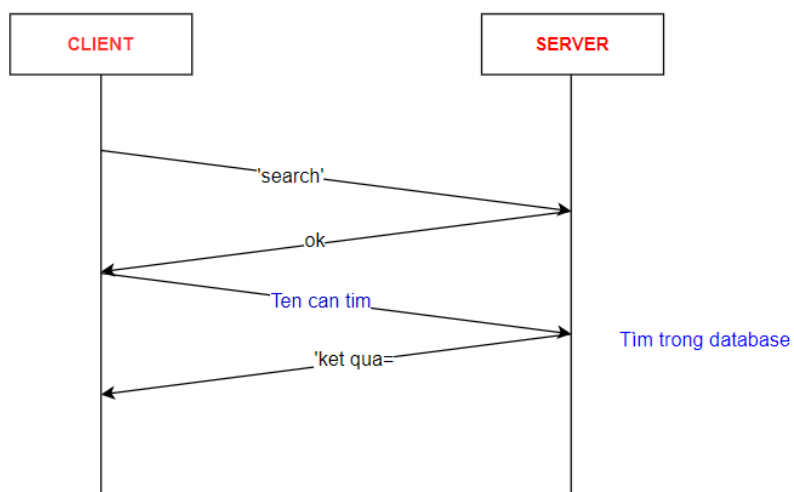 CLIENT
SERVER
'search'
ok
Ten can tim
Tìm trong database
'ket qua=